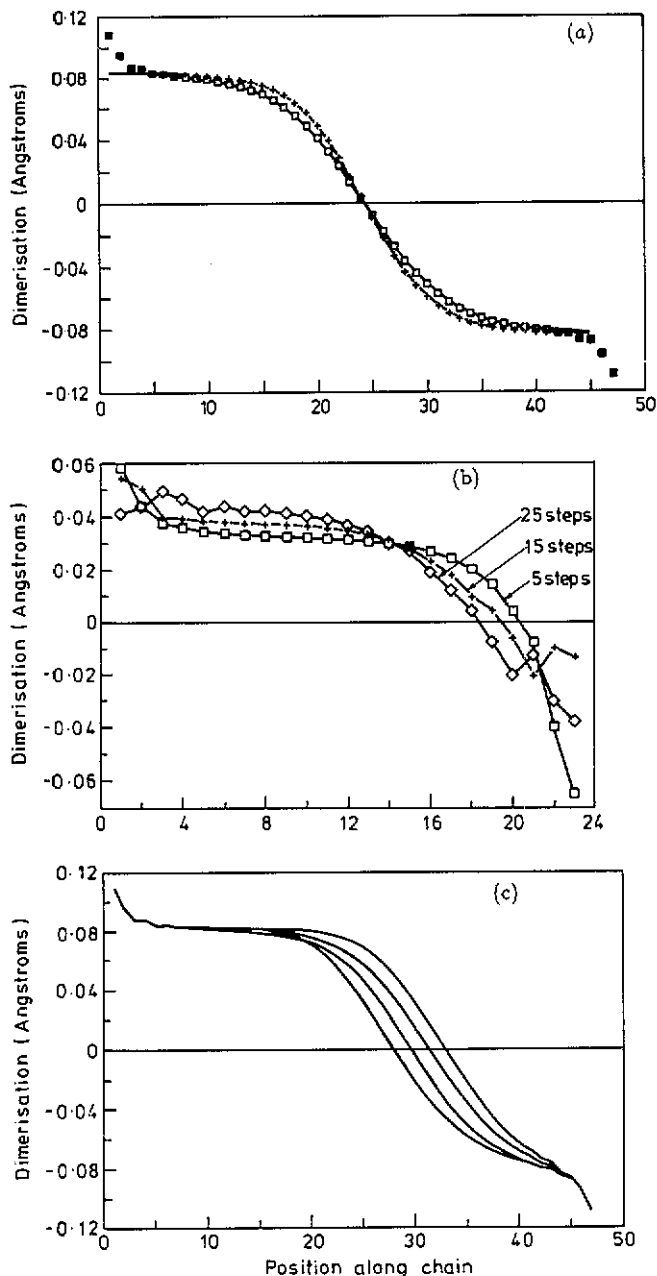 (a)
Dimerisation (Angstroms)
0·12
0·08
0·04
0
-0·04
-0·08
-0·12
0 10 20 30 40 50
(b)
Dimerisation (Angstroms)
0·06
0·04
0·02
0
-0·02
-0·04
-0·06
25 steps
15 steps
5 steps
0 4 8 12 16 20 24
(c)
Dimerisation (Angstroms)
0·12
0·08
0·04
0
-0·04
-0·08
-0·12
0 10 20 30 40 50
Position along chain